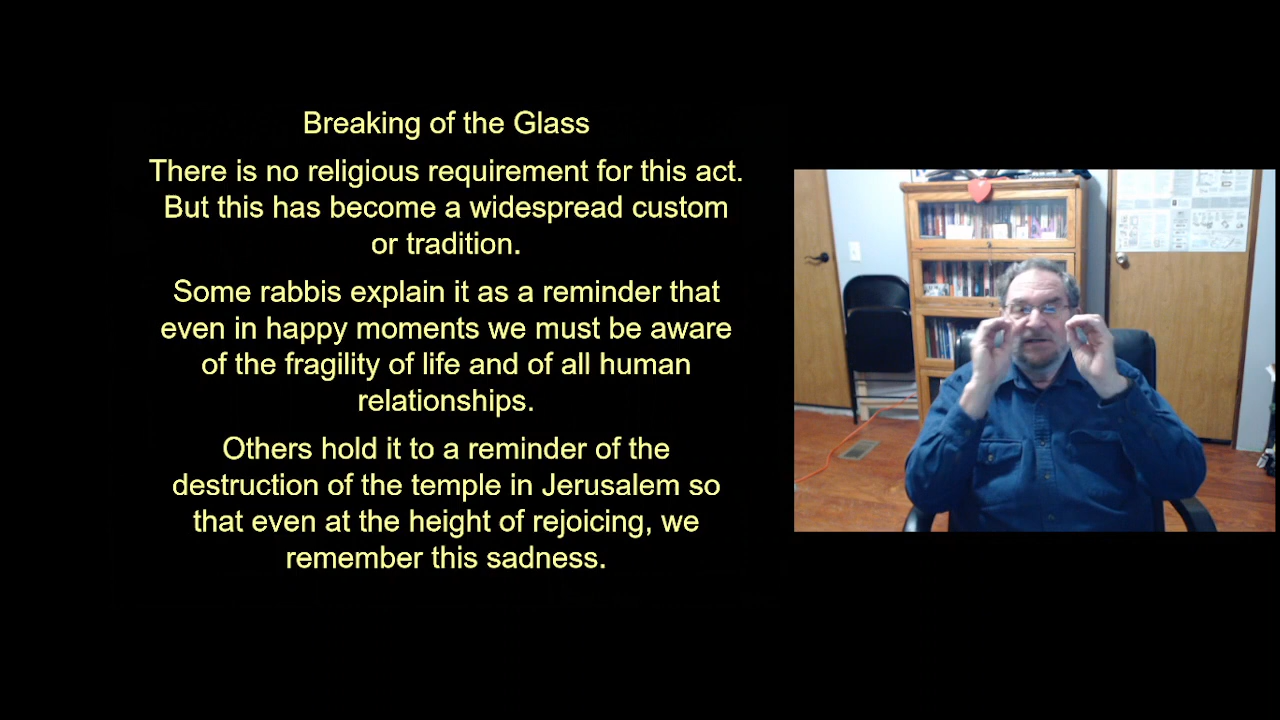 Breaking of the Glass
There is no religious requirement for this act.
But this has become a widespread custom
or tradition.
Some rabbis explain it as a reminder that
even in happy moments we must be aware
of the fragility of life and of all human
relationships.
Others hold it to a reminder of the
destruction of the temple in Jerusalem so
that even at the height of rejoicing, we
remember this sadness.